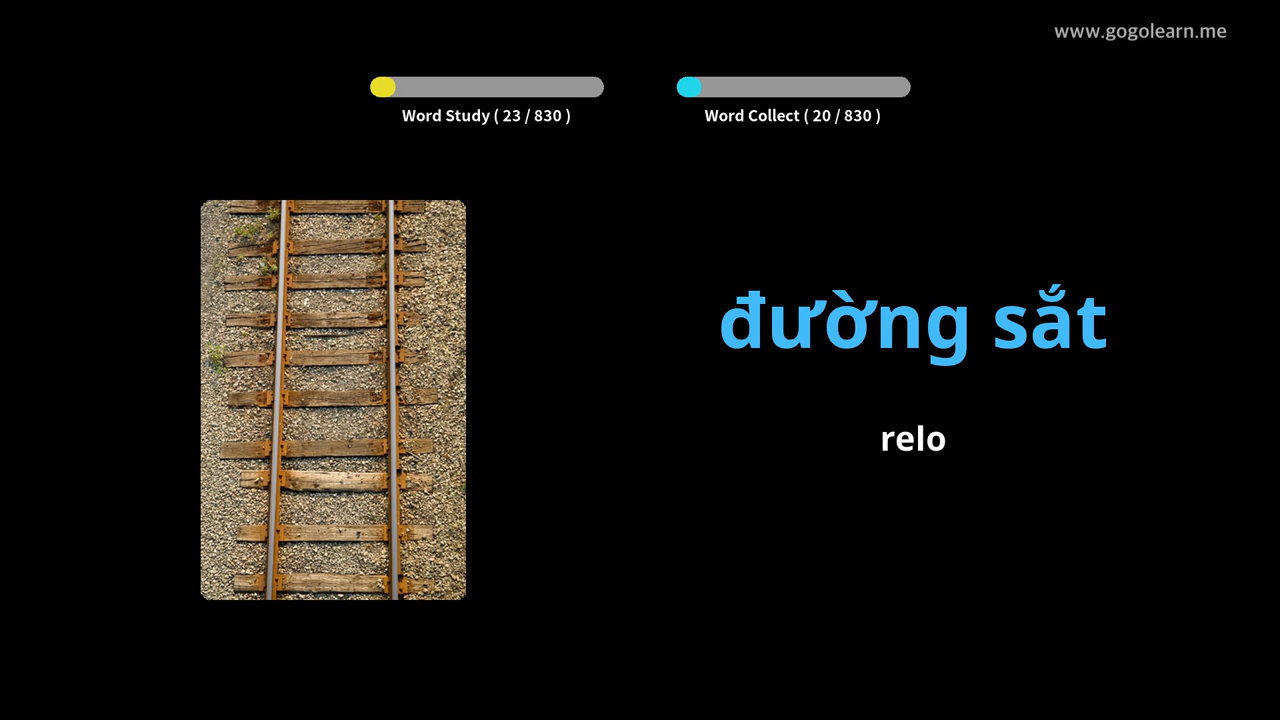 www.gogolearn.me
Word Study ( 23 / 830 )
Word Collect ( 20 / 830 )
đường sắt
relo